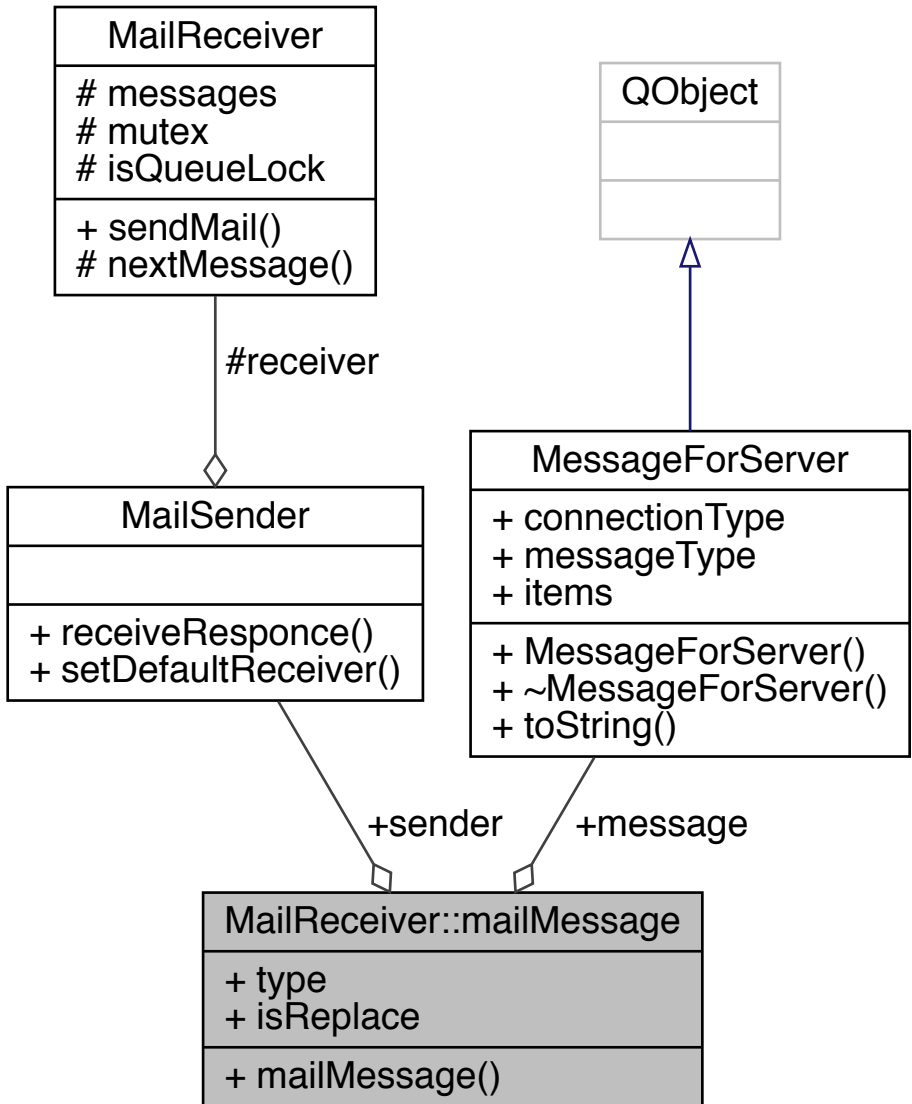 MailReceiver
# messages
# mutex
# isQueueLock
+ sendMail()
# nextMessage()
QObject
#receiver
MailSender
+ receiveResponce()
+ setDefaultReceiver()
MessageForServer
+ connectionType
+ messageType
+ items
+ MessageForServer()
+ ~MessageForServer()
+ toString()
+sender
+message
MailReceiver::mailMessage
+ type
+ isReplace
+ mailMessage()